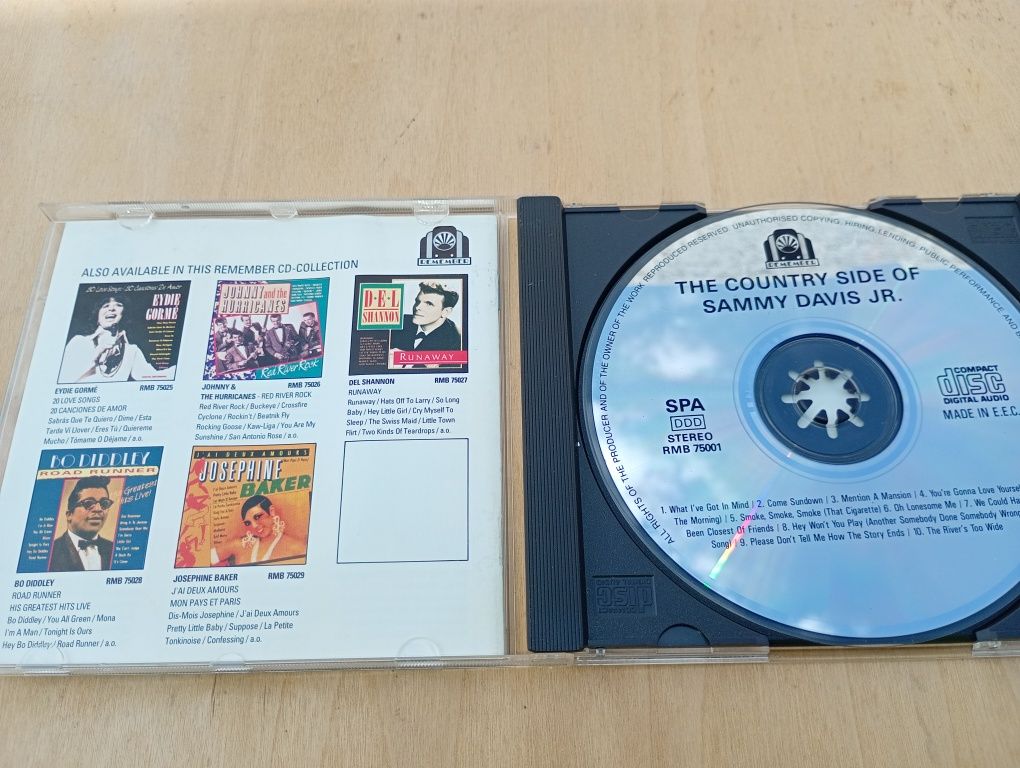 ALSO AVAILABLE IN THIS REMEMBER CD-COLLECTION
REMEMBER
50 Love Songs · 50 Canciones De Amor
EYDIE
GORMÉ
EYDIE GORMÉ RMB 75025
20 LOVE SONGS
20 CANCIONES DE AMOR
Sabrás Que Te Quiero / Dime / Esta
Tarde Vi Llover / Eres Tú / Quiereme
Mucho / Tómame O Déjame / a.o.
JOHNNY and the
HURRICANES
Red River Rock
JOHNNY & RMB 75026
THE HURRICANES - RED RIVER ROCK
Red River Rock / Buckeye / Crossfire
Cyclone / Rockin't / Beatnik Fly
Rocking Goose / Kaw-Liga / You Are My
Sunshine / San Antonio Rose / a.o.
D·E·L
SHANNON
RUNAWAY
DEL SHANNON RMB 75027
RUNAWAY
Runaway / Hats Off To Larry / So Long
Baby / Hey Little Girl / Cry Myself To
Sleep / The Swiss Maid / Little Town
Flirt / Two Kinds Of Teardrops / a.o.
BO DIDDLEY
ROAD RUNNER
Greatest
Hits Live!
BO DIDDLEY RMB 75028
ROAD RUNNER
HIS GREATEST HITS LIVE
Bo Diddley / You All Green / Mona
I'm A Man / Tonight Is Ours
Hey Bo Diddley / Road Runner / a.o.
J'AI DEUX AMOURS
JOSEPHINE
BAKER
JOSEPHINE BAKER RMB 75029
J'AI DEUX AMOURS
MON PAYS ET PARIS
Dis-Mois Josephine / J'ai Deux Amours
Pretty Little Baby / Suppose / La Petite
Tonkinoise / Confessing / a.o.
ALL RIGHTS OF THE PRODUCER AND OF THE OWNER OF THE WORK REPRODUCED RESERVED. UNAUTHORISED COPYING, HIRING, LENDING, PUBLIC PERFORMANCE AND
REMEMBER
THE COUNTRY SIDE OF
SAMMY DAVIS JR.
SPA
DDD
STEREO
RMB 75001
COMPACT
disc
DIGITAL AUDIO
MADE IN E.E.C.
1. What I've Got In Mind | 2. Come Sundown | 3. Mention A Mansion | 4. You're Gonna Love Yourself
The Morning) | 5. Smoke, Smoke, Smoke (That Cigarette) | 6. Oh Lonesome Me | 7. We Could Ha
Been Closest Of Friends | 8. Hey Won't You Play (Another Somebody Done Somebody Wrong
Song) | 9. Please Don't Tell Me How The Story Ends | 10. The River's Too Wide
COMPACT
disc
DIGITAL AUDIO